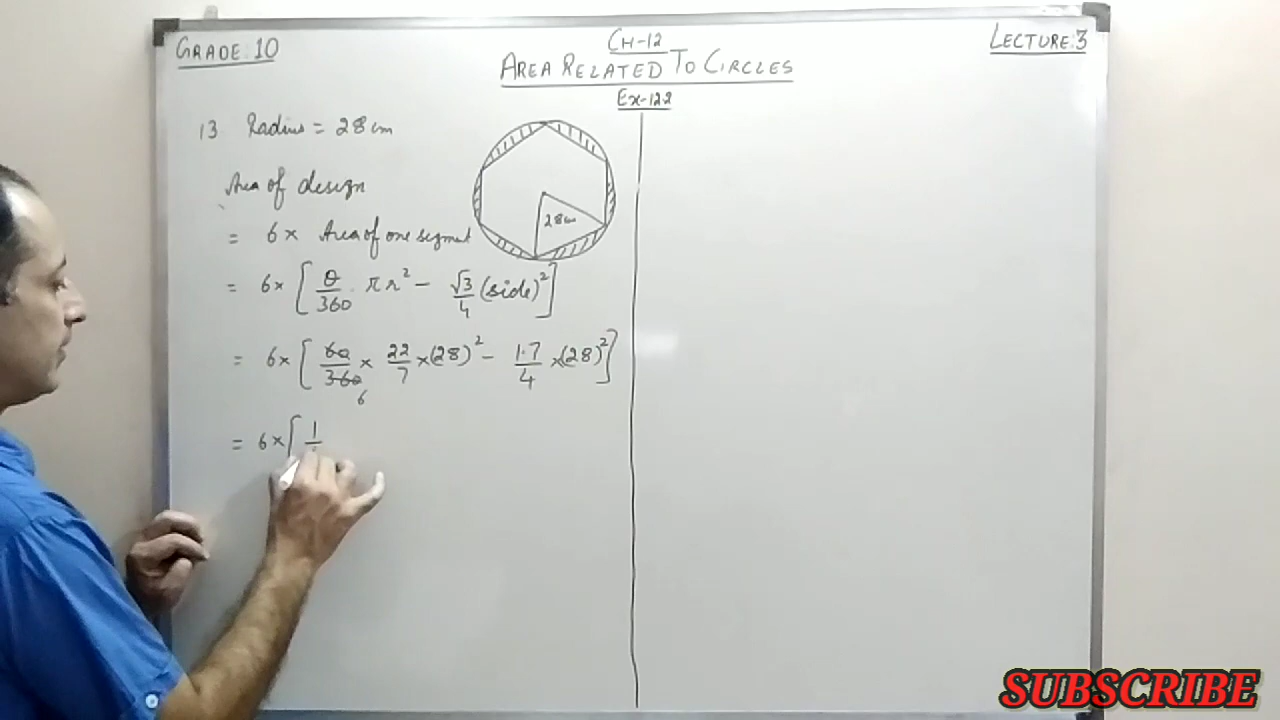 GRADE: 10
CH-12
AREA RELATED TO CIRCLES
Ex-12.2
LECTURE: 3
13 Radius = 28 cm
Area of design
= 6 × Area of one segment
28 cm
= 6 × [ θ/360 . πr² - √3/4 (side)² ]
= 6 × [ 60/360 × 22/7 × (28)² - 1.7/4 × (28)² ]
6
= 6 × [ 1/
SUBSCRIBE